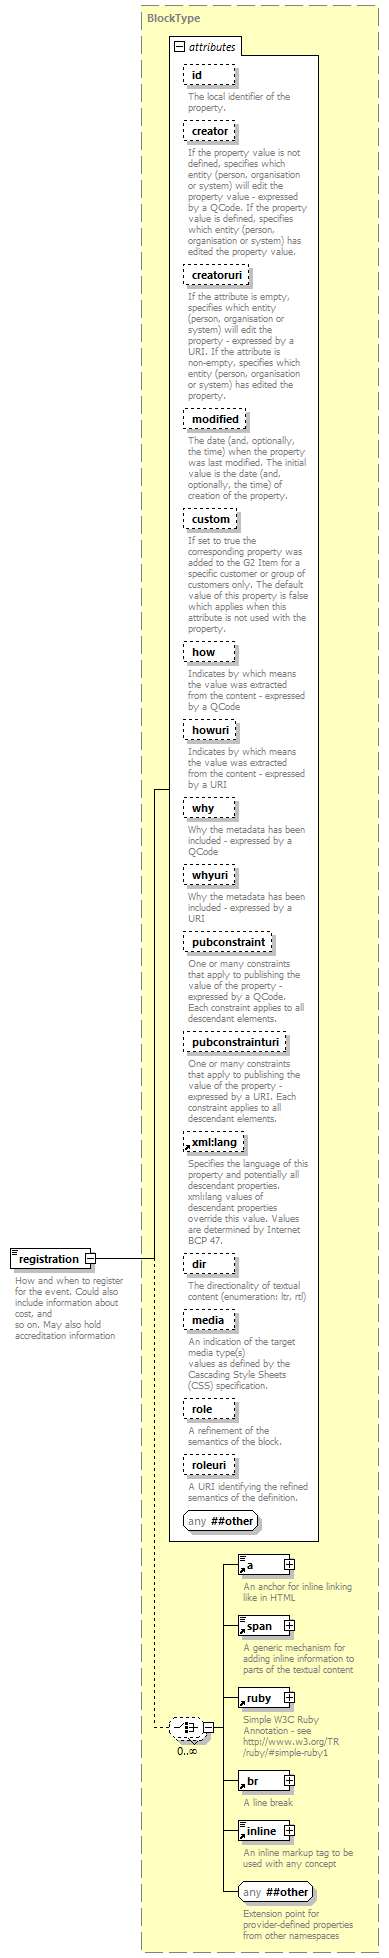 BlockType
attributes
id
The local identifier of the
property.
creator
If the property value is not
defined, specifies which
entity (person, organisation
or system) will edit the
property value - expressed
by a QCode. If the property
value is defined, specifies
which entity (person,
organisation or system) has
edited the property value.
creatoruri
If the attribute is empty,
specifies which entity
(person, organisation or
system) will edit the
property - expressed by a
URI. If the attribute is
non-empty, specifies which
entity (person, organisation
or system) has edited the
property.
modified
The date (and, optionally,
the time) when the property
was last modified. The initial
value is the date (and,
optionally, the time) of
creation of the property.
custom
If set to true the
corresponding property was
added to the G2 Item for a
specific customer or group of
customers only. The default
value of this property is false
which applies when this
attribute is not used with the
property.
how
Indicates by which means
the value was extracted
from the content - expressed
by a QCode
howuri
Indicates by which means
the value was extracted
from the content - expressed
by a URI
why
Why the metadata has been
included - expressed by a
QCode
whyuri
Why the metadata has been
included - expressed by a
URI
pubconstraint
One or many constraints
that apply to publishing the
value of the property -
expressed by a QCode.
Each constraint applies to all
descendant elements.
pubconstrainturi
One or many constraints
that apply to publishing the
value of the property -
expressed by a URI. Each
constraint applies to all
descendant elements.
xml:lang
Specifies the language of this
property and potentially all
descendant properties.
xml:lang values of
descendant properties
override this value. Values
are determined by Internet
BCP 47.
dir
The directionality of textual
content (enumeration: ltr, rtl)
media
An indication of the target
media type(s)
values as defined by the
Cascading Style Sheets
(CSS) specification.
role
A refinement of the
semantics of the block.
roleuri
A URI identifying the refined
semantics of the definition.
any ##other
registration
How and when to register
for the event. Could also
include information about
cost, and
so on. May also hold
accreditation information
0..∞
a
An anchor for inline linking
like in HTML
span
A generic mechanism for
adding inline information to
parts of the textual content
ruby
Simple W3C Ruby
Annotation - see
http://www.w3.org/TR
/ruby/#simple-ruby1
br
A line break
inline
An inline markup tag to be
used with any concept
any ##other
Extension point for
provider-defined properties
from other namespaces